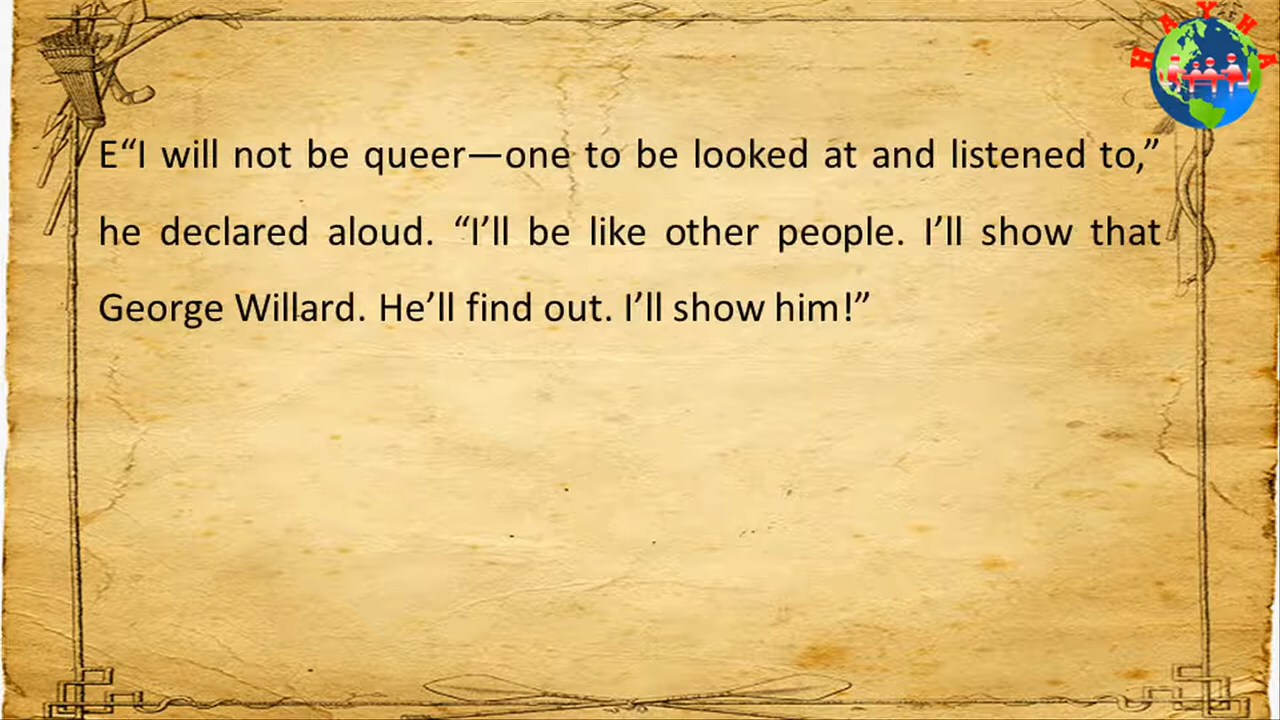 HAYHA
E“I will not be queer—one to be looked at and listened to,”
he declared aloud. “I’ll be like other people. I’ll show that
George Willard. He’ll find out. I’ll show him!”